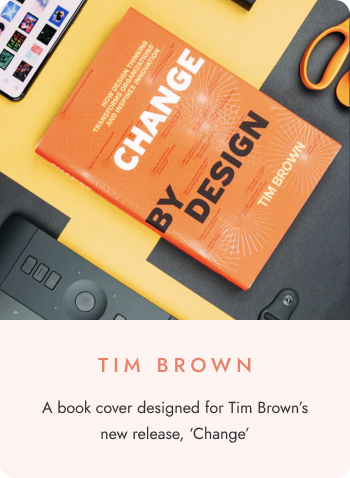 HOW DESIGN THINKING
TRANSFORMS ORGANIZATIONS
AND INSPIRES INNOVATION
CHANGE
BY
DESIGN
TIM BROWN
TIM BROWN
A book cover designed for Tim Brown's
new release, ‘Change’